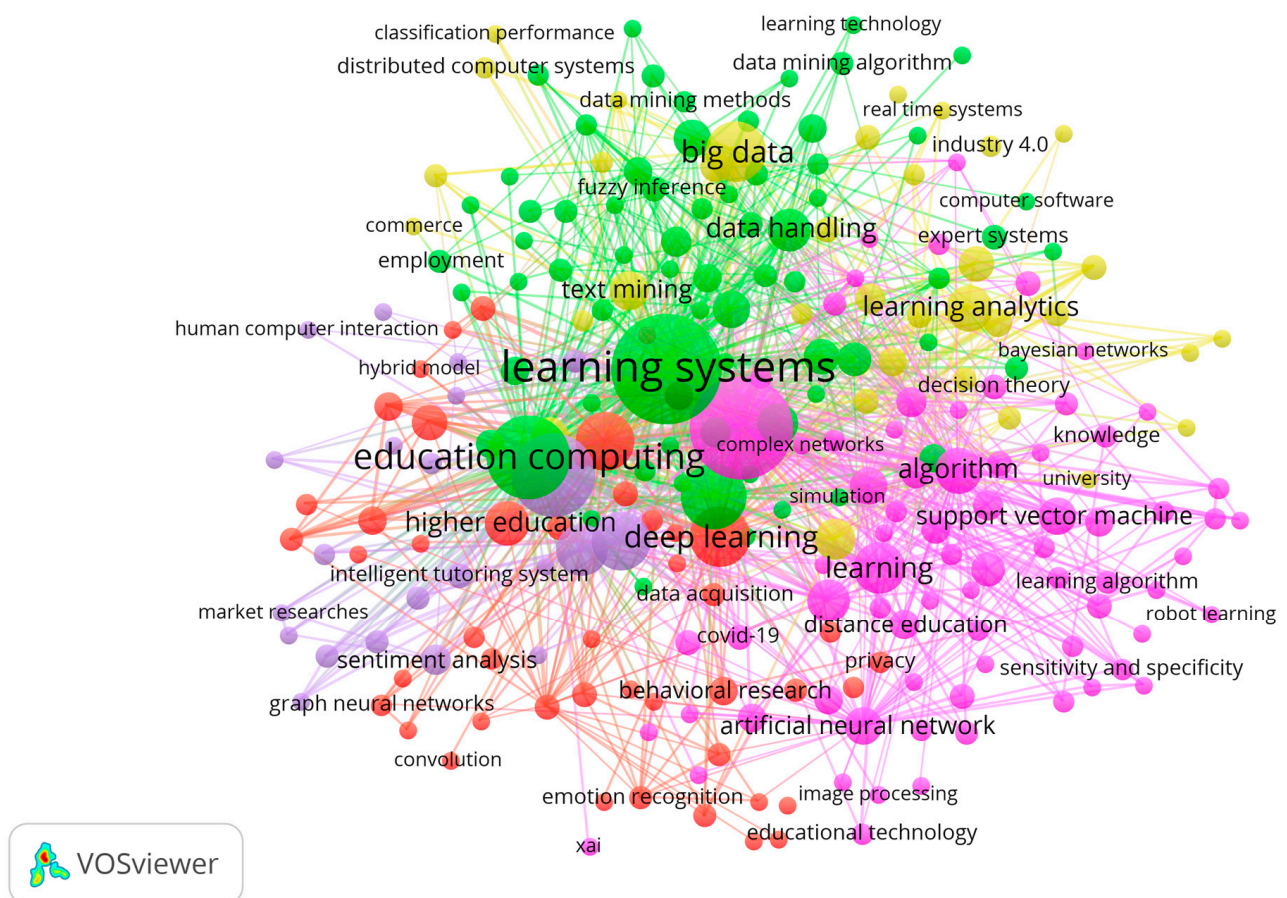 classification performance
learning technology
distributed computer systems
data mining algorithm
data mining methods
real time systems
big data
industry 4.0
fuzzy inference
computer software
commerce
data handling
expert systems
employment
text mining
learning analytics
human computer interaction
bayesian networks
hybrid model
learning systems
decision theory
complex networks
knowledge
education computing
algorithm
university
simulation
higher education
support vector machine
deep learning
learning
intelligent tutoring system
learning algorithm
data acquisition
market researches
robot learning
covid-19
distance education
sentiment analysis
privacy
sensitivity and specificity
behavioral research
graph neural networks
artificial neural network
convolution
emotion recognition
image processing
educational technology
xai
VOSviewer